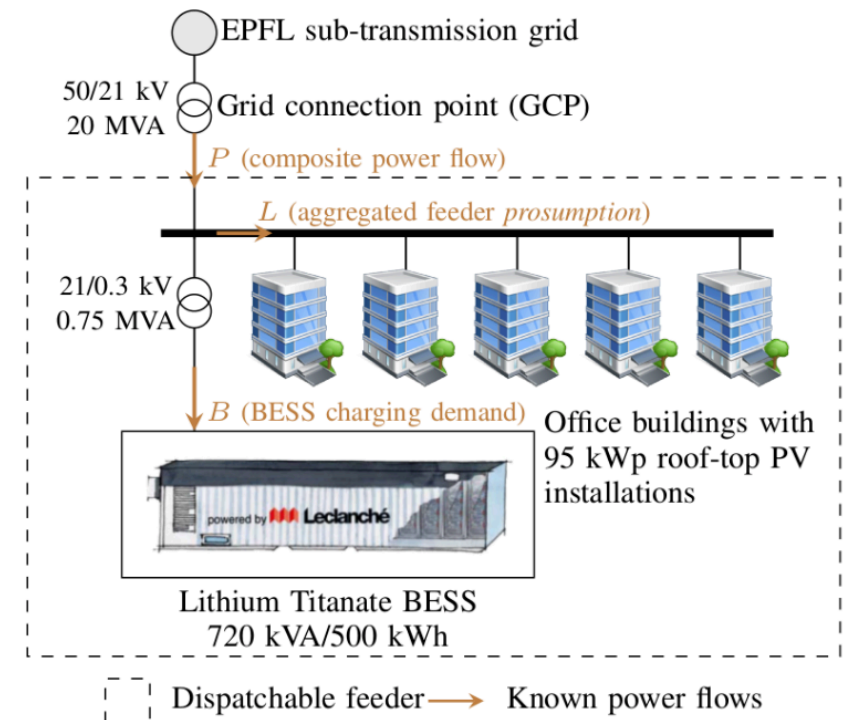 EPFL sub-transmission grid
50/21 kV
20 MVA
Grid connection point (GCP)
P (composite power flow)
L (aggregated feeder prosumption)
21/0.3 kV
0.75 MVA
B (BESS charging demand)
Office buildings with
95 kWp roof-top PV
installations
powered by Leclanché
Lithium Titanate BESS
720 kVA/500 kWh
Dispatchable feeder
Known power flows